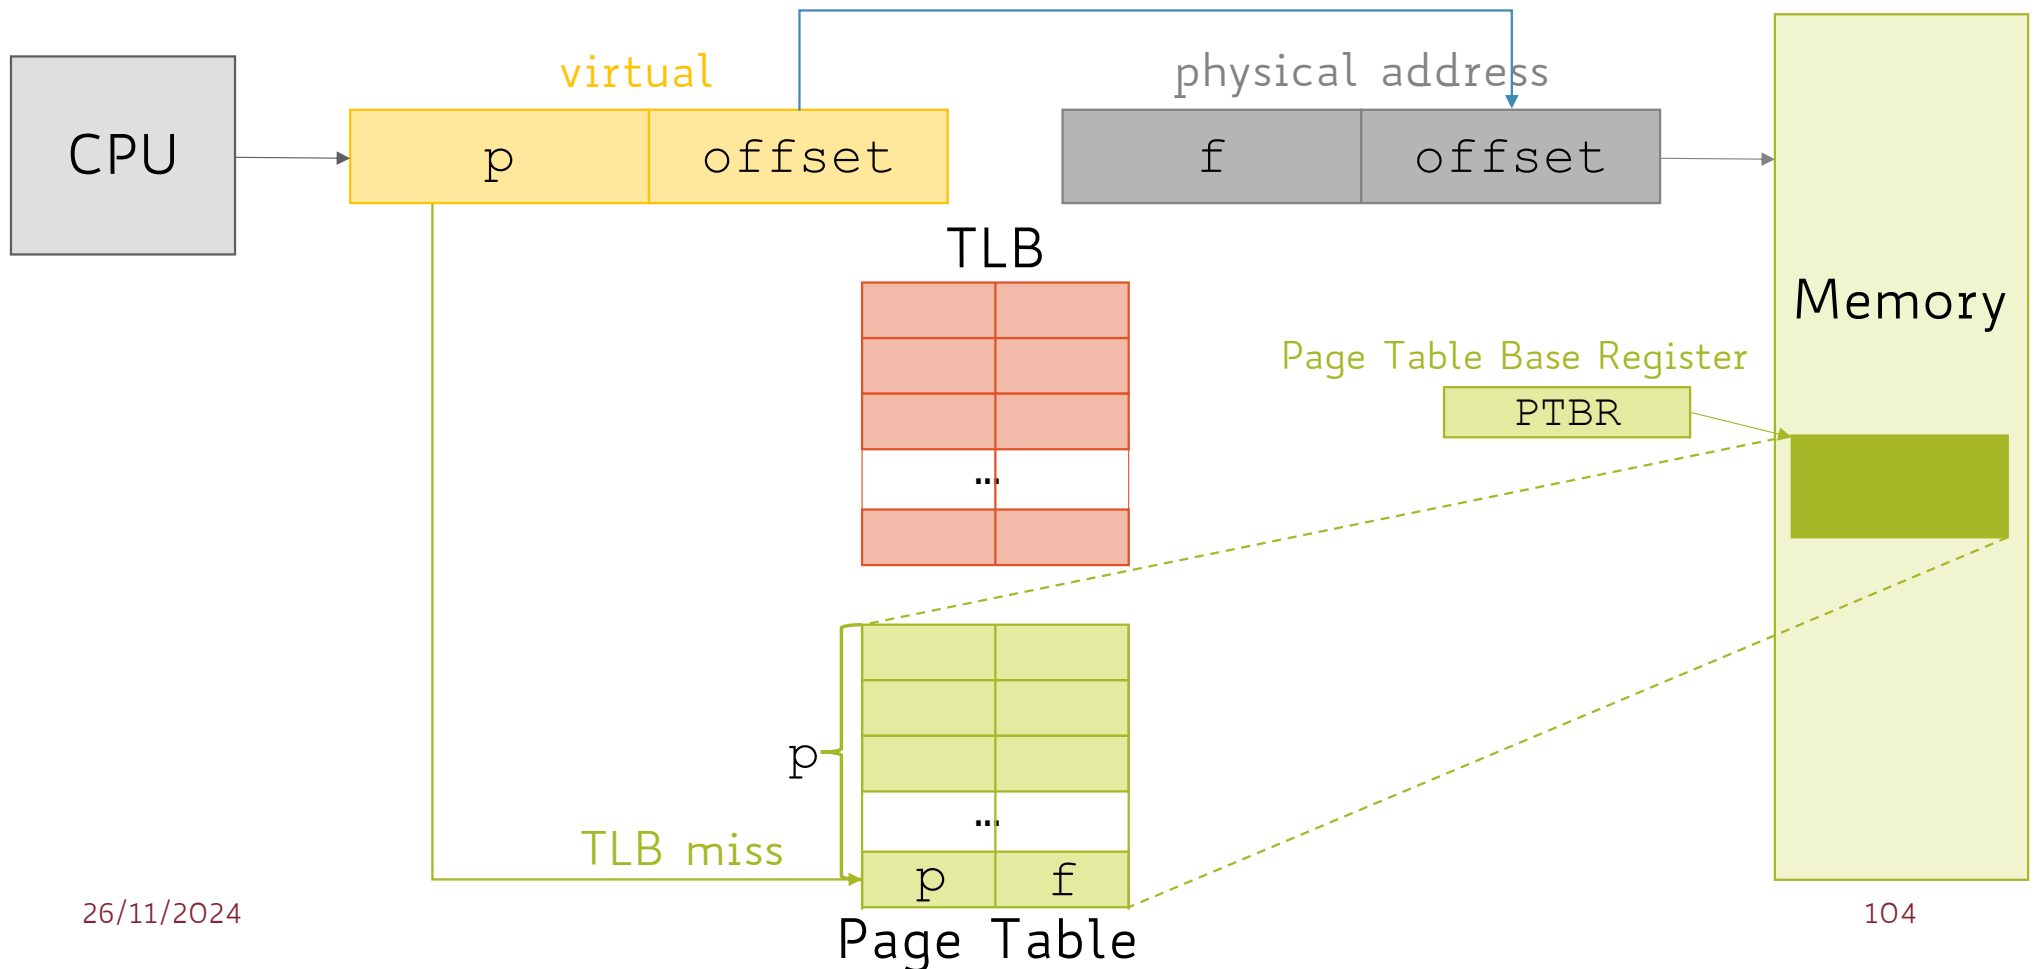 virtual
physical address
CPU
p
offset
f
offset
TLB
Memory
Page Table Base Register
PTBR
…
p
…
TLB miss
p
f
Page Table
26/11/2024
104